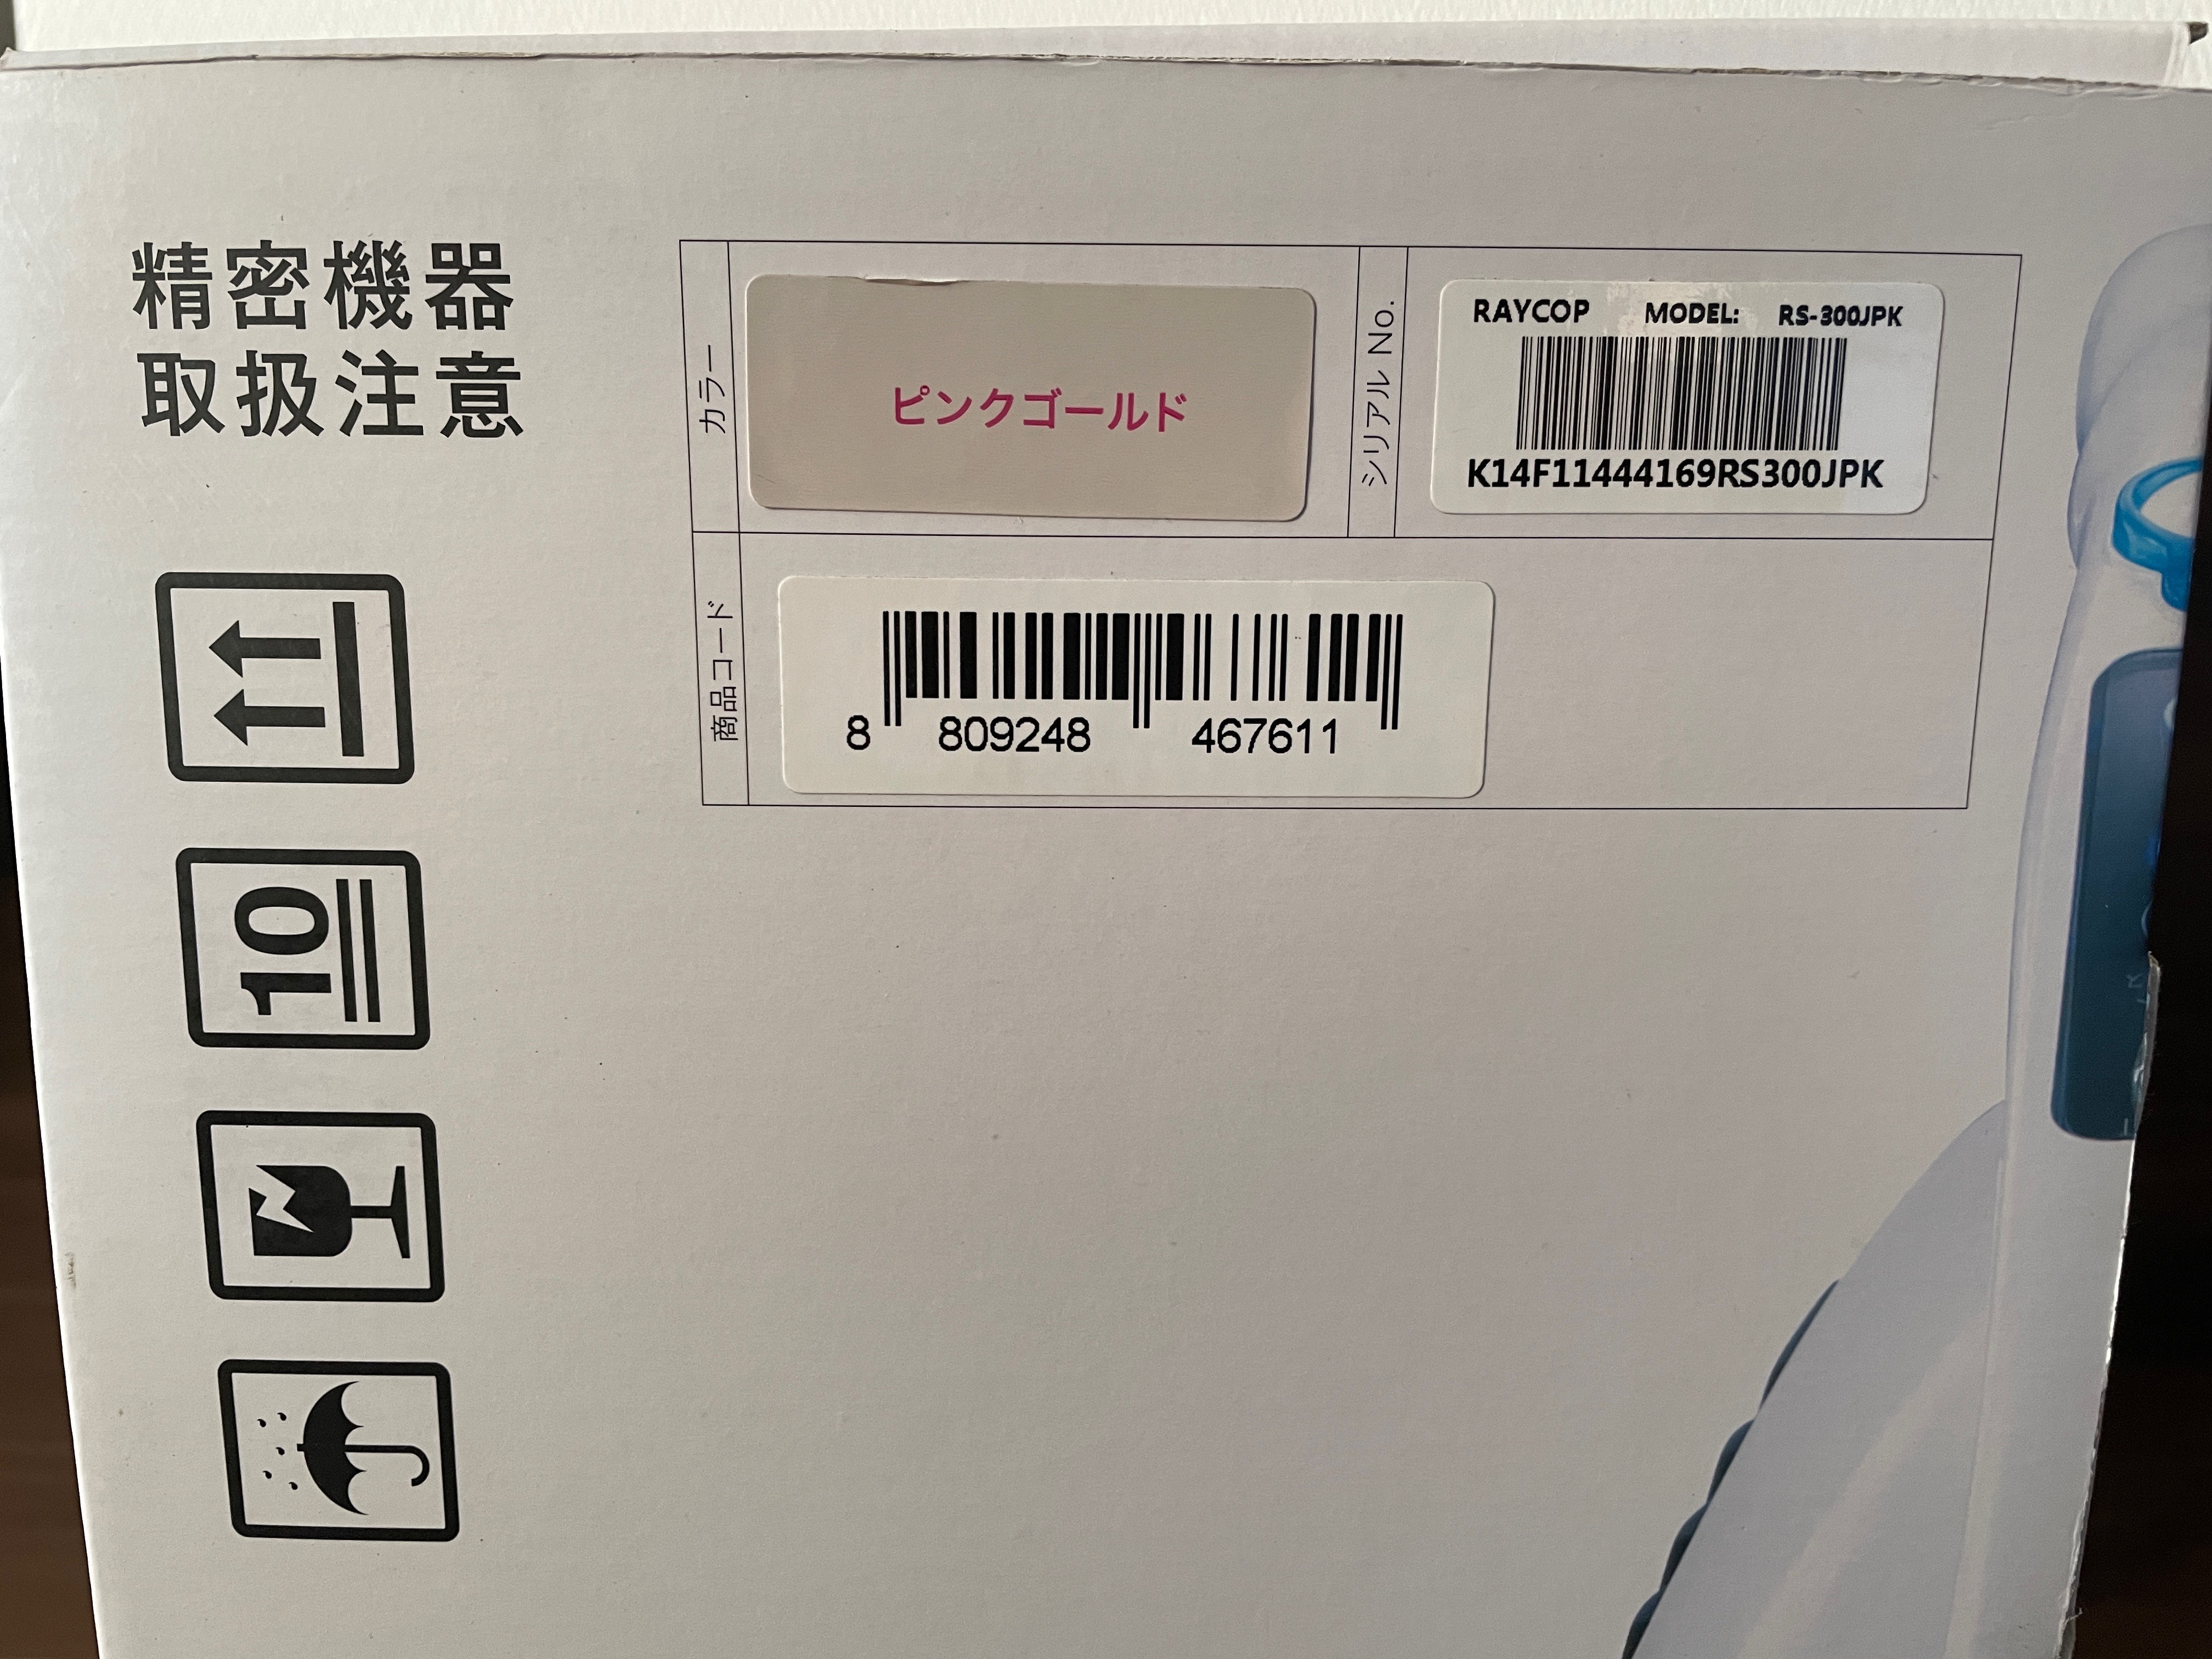 精密機器
取扱注意
カラー
ピンクゴールド
シリアル No.
RAYCOP MODEL: RS-300JPK
K14F11444169RS300JPK
商品コード
8 809248 467611
10